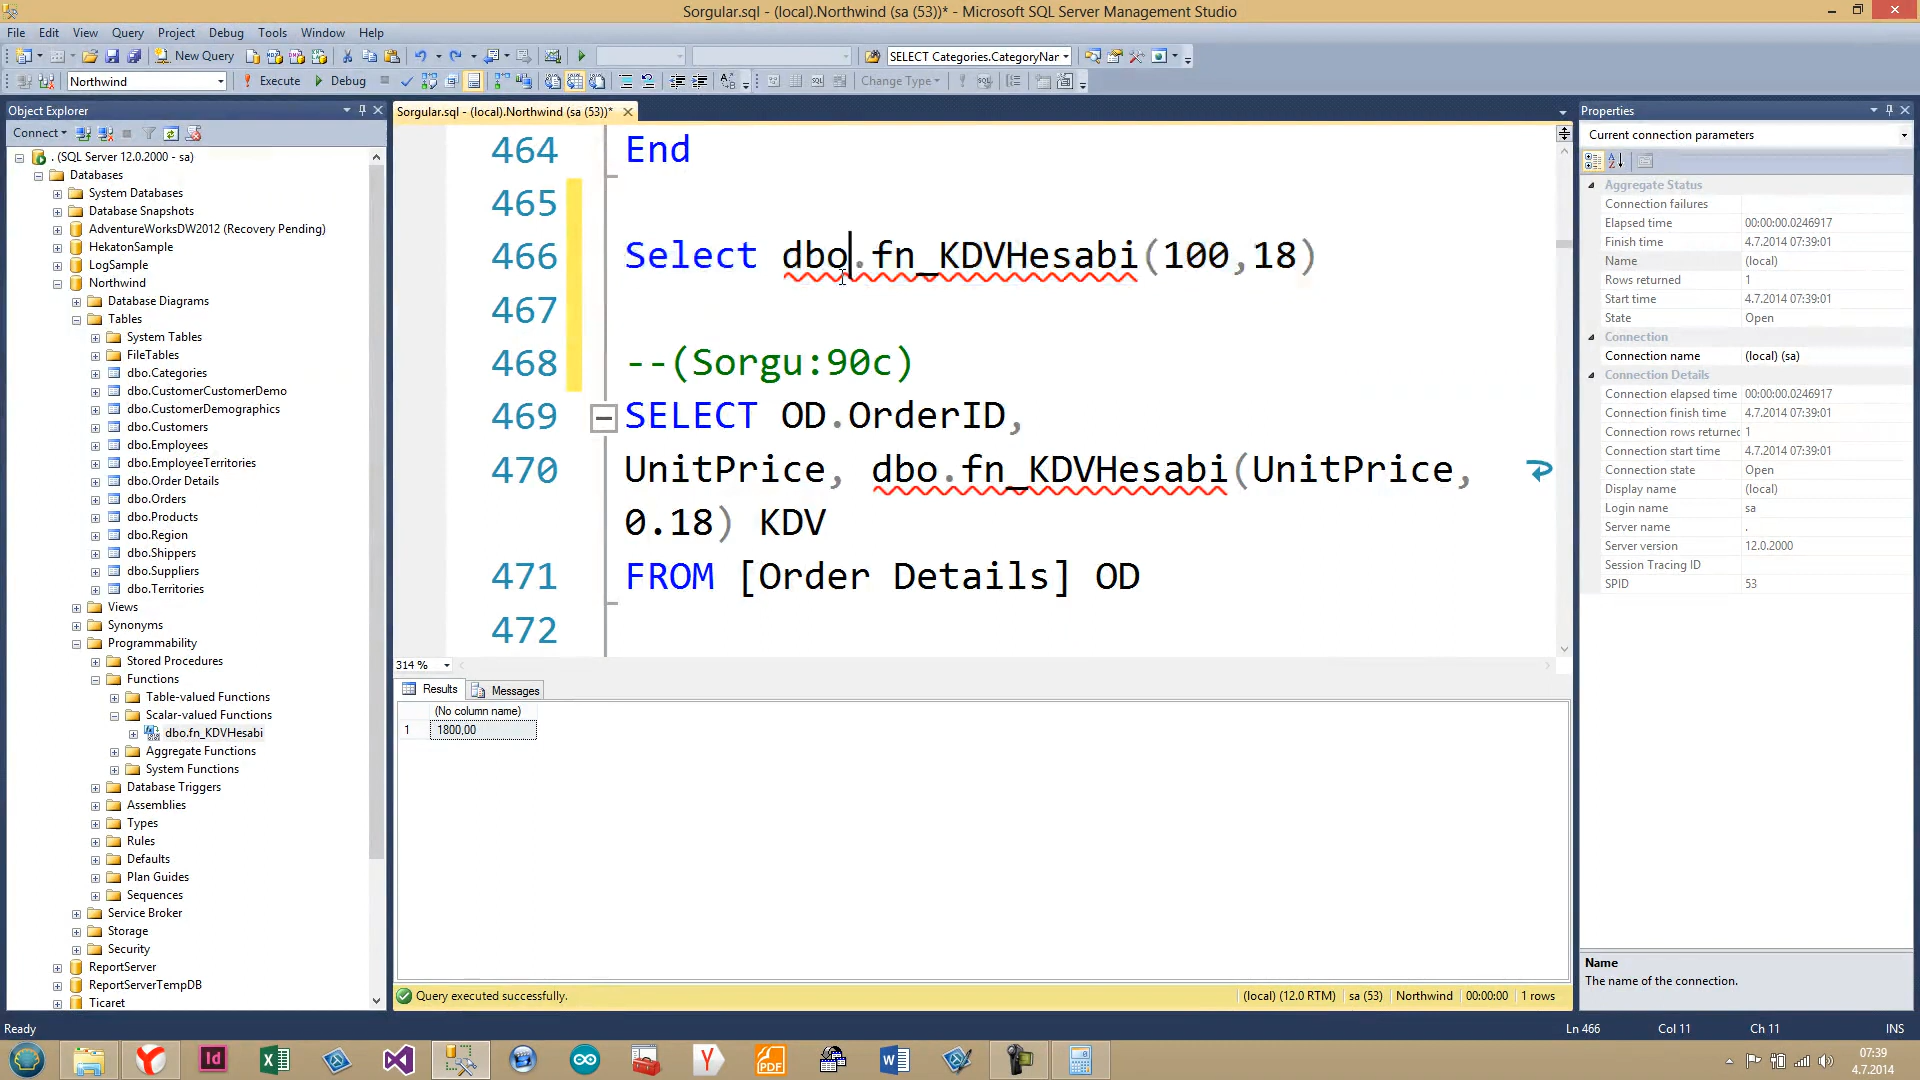 Sorgular.sql - (local).Northwind (sa (53))* - Microsoft SQL Server Management Studio
File Edit View Query Project Debug Tools Window Help
New Query
SELECT Categories.CategoryNar
Northwind
Execute
Debug
Change Type
Object Explorer
Connect
. (SQL Server 12.0.2000 - sa)
Databases
System Databases
Database Snapshots
AdventureWorksDW2012 (Recovery Pending)
HekatonSample
LogSample
Northwind
Database Diagrams
Tables
System Tables
FileTables
dbo.Categories
dbo.CustomerCustomerDemo
dbo.CustomerDemographics
dbo.Customers
dbo.Employees
dbo.EmployeeTerritories
dbo.Order Details
dbo.Orders
dbo.Products
dbo.Region
dbo.Shippers
dbo.Suppliers
dbo.Territories
Views
Synonyms
Programmability
Stored Procedures
Functions
Table-valued Functions
Scalar-valued Functions
dbo.fn_KDVHesabi
Aggregate Functions
System Functions
Database Triggers
Assemblies
Types
Rules
Defaults
Plan Guides
Sequences
Service Broker
Storage
Security
ReportServer
ReportServerTempDB
Ticaret
Sorgular.sql - (local).Northwind (sa (53))*
464 End
465
466 Select dbo.fn_KDVHesabi(100,18)
467
468 --(Sorgu:90c)
469 SELECT OD.OrderID,
470 UnitPrice, dbo.fn_KDVHesabi(UnitPrice,
0.18) KDV
471 FROM [Order Details] OD
472
314 %
Results Messages
(No column name)
1 1800,00
Query executed successfully.
(local) (12.0 RTM) sa (53) Northwind 00:00:00 1 rows
Properties
Current connection parameters
Aggregate Status
Connection failures
Elapsed time 00:00:00.0246917
Finish time 4.7.2014 07:39:01
Name (local)
Rows returned 1
Start time 4.7.2014 07:39:01
State Open
Connection
Connection name (local) (sa)
Connection Details
Connection elapsed time 00:00:00.0246917
Connection finish time 4.7.2014 07:39:01
Connection rows returned 1
Connection start time 4.7.2014 07:39:01
Connection state Open
Display name (local)
Login name sa
Server name .
Server version 12.0.2000
Session Tracing ID
SPID 53
Name
The name of the connection.
Ready
Ln 466 Col 11 Ch 11 INS
07:39
4.7.2014